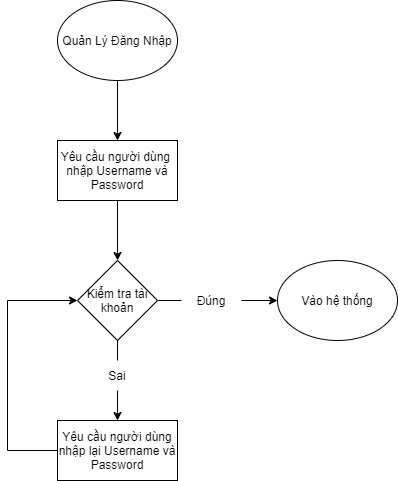 Quản Lý Đăng Nhập
Yêu cầu người dùng
nhập Username và
Password
Kiểm tra tài
khoản
Đúng
Vào hệ thống
Sai
Yêu cầu người dùng
nhập lại Username và
Password